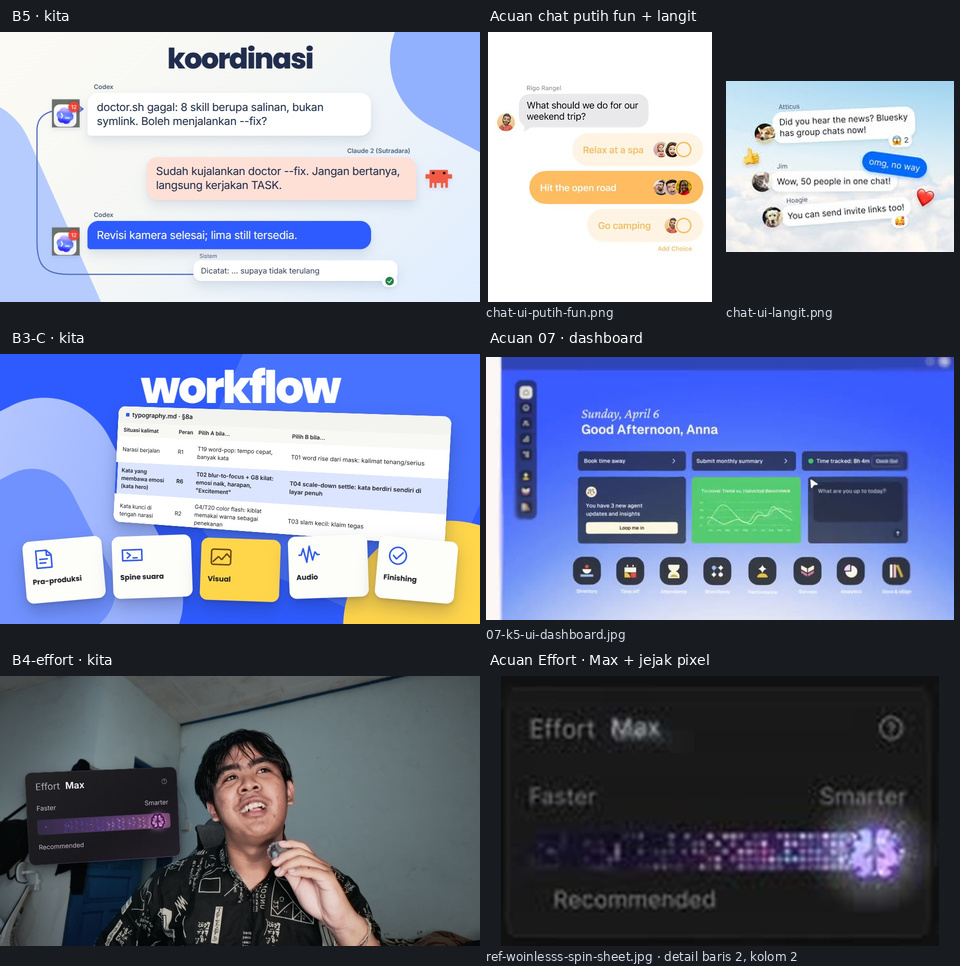 B5 · kita
Acuan chat putih fun + langit
koordinasi
Codex
doctor.sh gagal: 8 skill berupa salinan, bukan
symlink. Boleh menjalankan --fix?
12
Claude 2 (Sutradara)
Sudah kujalankan doctor --fix. Jangan bertanya,
langsung kerjakan TASK.
Codex
12
Revisi kamera selesai; lima still tersedia.
Sistem
Dicatat: ... supaya tidak terulang
Rigo Rangel
What should we do for our
weekend trip?
Relax at a spa
Hit the open road
Go camping
Add Choice
chat-ui-putih-fun.png
Atticus
Did you hear the news? Bluesky
has group chats now!
2
omg, no way
Jim
Wow, 50 people in one chat!
Hoagie
You can send invite links too!
chat-ui-langit.png
B3-C · kita
Acuan 07 · dashboard
workflow
typography.md · §8a
Situasi kalimat Peran Pilih A bila... Pilih B bila...
Narasi berjalan R1 T19 word-pop: tempo cepat, banyak kata T01 word rise dari mask: kalimat tenang/serius
Kata yang membawa emosi (kata hero) R6 T02 blur-to-focus + G8 kilat: emosi naik, harapan, "Excitement" T04 scale-down settle: kata berdiri sendiri di layar penuh
Kata kunci di tengah narasi R2 G4/T20 color flash: kiblat memakai warna sebagai penekanan T03 slam kecil: klaim tegas
Pra-produksi
Spine suara
Visual
Audio
Finishing
Sunday, April 6
Good Afternoon, Anna
Book time away
Submit monthly summary
Time tracked: 8h 4m Check Out
You have 3 new agent
updates and insights
Loop me in
What are you up to today?
07-k5-ui-dashboard.jpg
B4-effort · kita
Acuan Effort · Max + jejak pixel
Effort Max
Faster Smarter
Recommended
Effort Max
Faster Smarter
Recommended
ref-woinlesss-spin-sheet.jpg · detail baris 2, kolom 2